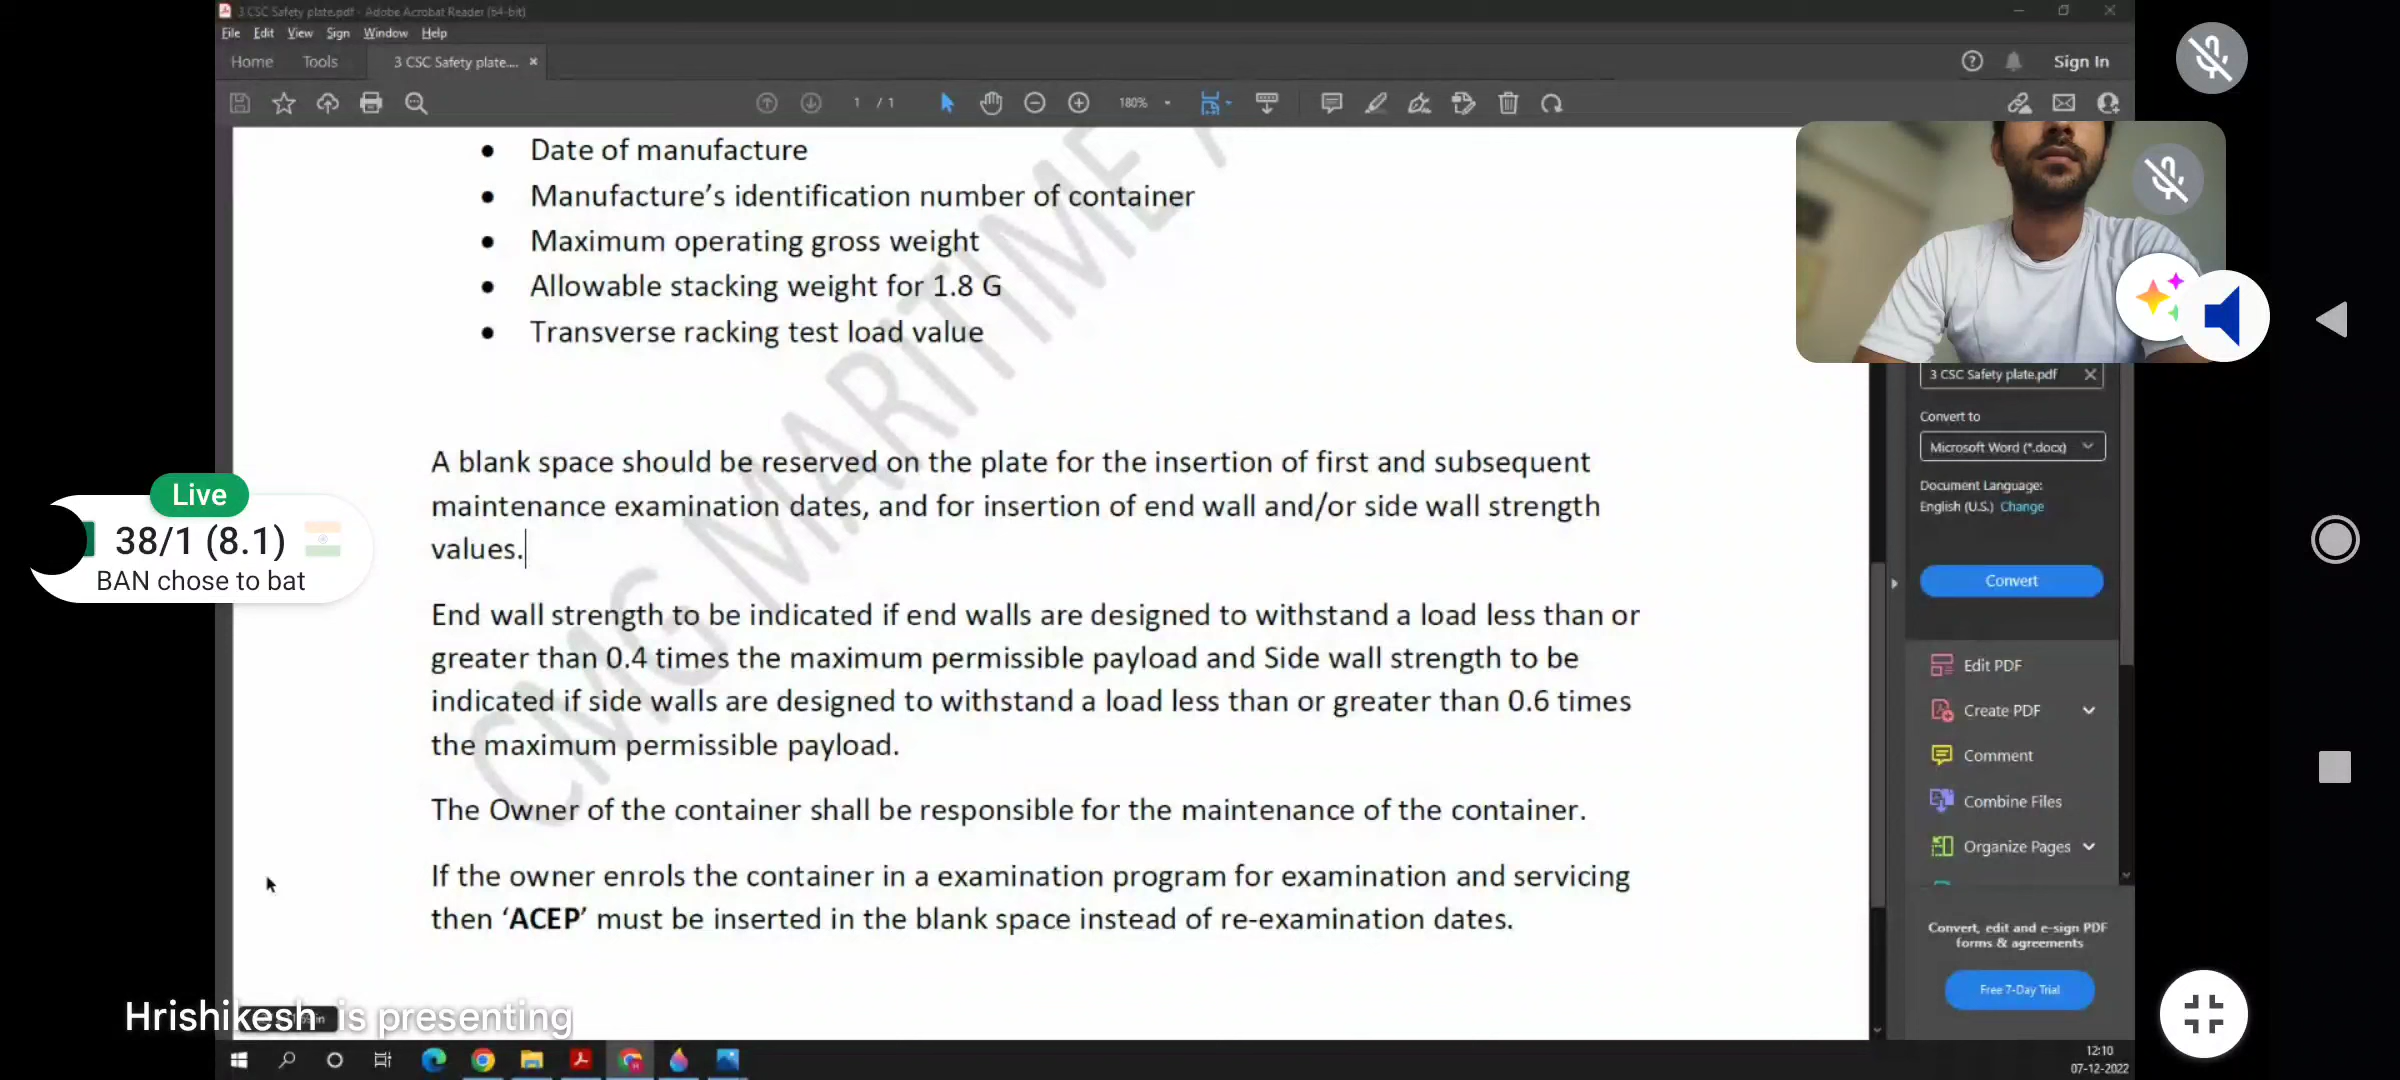 3 CSC Safety plate.pdf - Adobe Acrobat Reader (64-bit)
File Edit View Sign Window Help
Home Tools 3 CSC Safety plate.... × Sign In
1 / 1 180%
• Date of manufacture
• Manufacture’s identification number of container
• Maximum operating gross weight
• Allowable stacking weight for 1.8 G
• Transverse racking test load value
A blank space should be reserved on the plate for the insertion of first and subsequent
maintenance examination dates, and for insertion of end wall and/or side wall strength
values.
End wall strength to be indicated if end walls are designed to withstand a load less than or
greater than 0.4 times the maximum permissible payload and Side wall strength to be
indicated if side walls are designed to withstand a load less than or greater than 0.6 times
the maximum permissible payload.
The Owner of the container shall be responsible for the maintenance of the container.
If the owner enrols the container in a examination program for examination and servicing
then ‘ACEP’ must be inserted in the blank space instead of re-examination dates.
CMG MARITIME
Live
38/1 (8.1)
BAN chose to bat
3 CSC Safety plate.pdf
Convert to
Microsoft Word (*.docx)
Document Language:
English (U.S.) Change
Convert
Edit PDF
Create PDF
Comment
Combine Files
Organize Pages
Convert, edit and e-sign PDF
forms & agreements
Free 7-Day Trial
Hrishikesh is presenting
12:10
07-12-2022